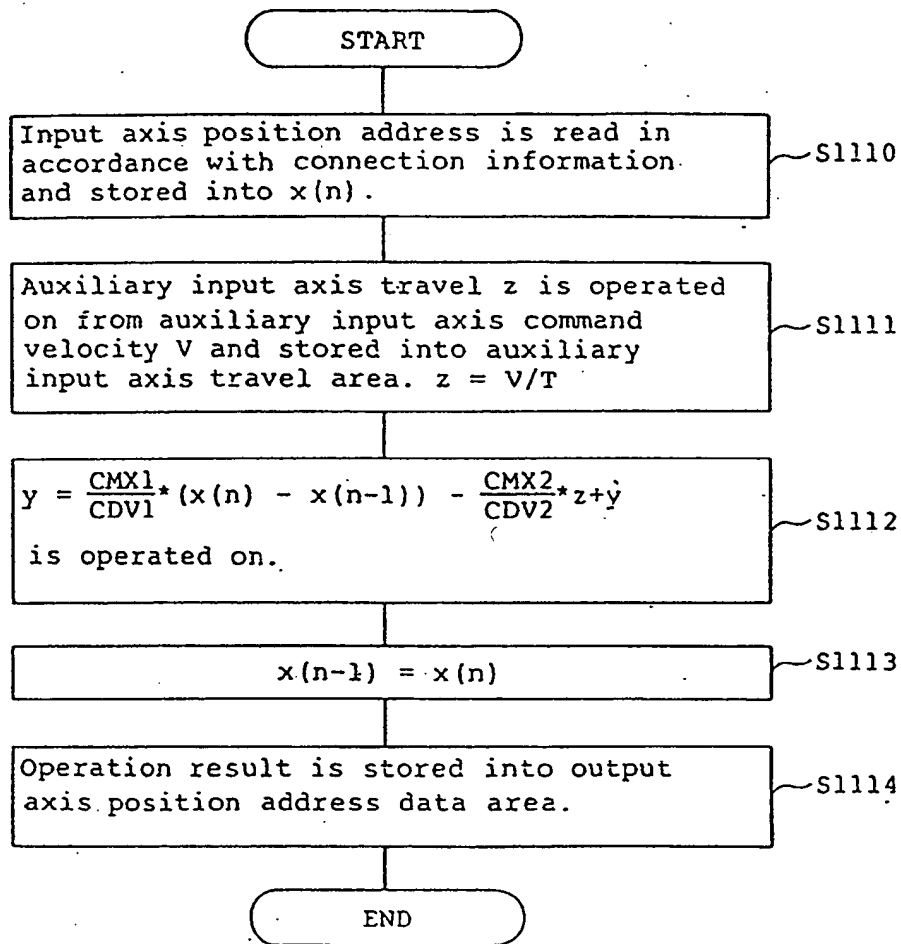 START
Input axis position address is read in
accordance with connection information
and stored into x(n).
S1110
Auxiliary input axis travel z is operated
on from auxiliary input axis command
velocity V and stored into auxiliary
input axis travel area. z = V/T
S1111
y = CMX1/CDV1*(x(n) - x(n-1)) - CMX2/CDV2*z+y
is operated on.
S1112
x(n-1) = x(n)
S1113
Operation result is stored into output
axis position address data area.
S1114
END